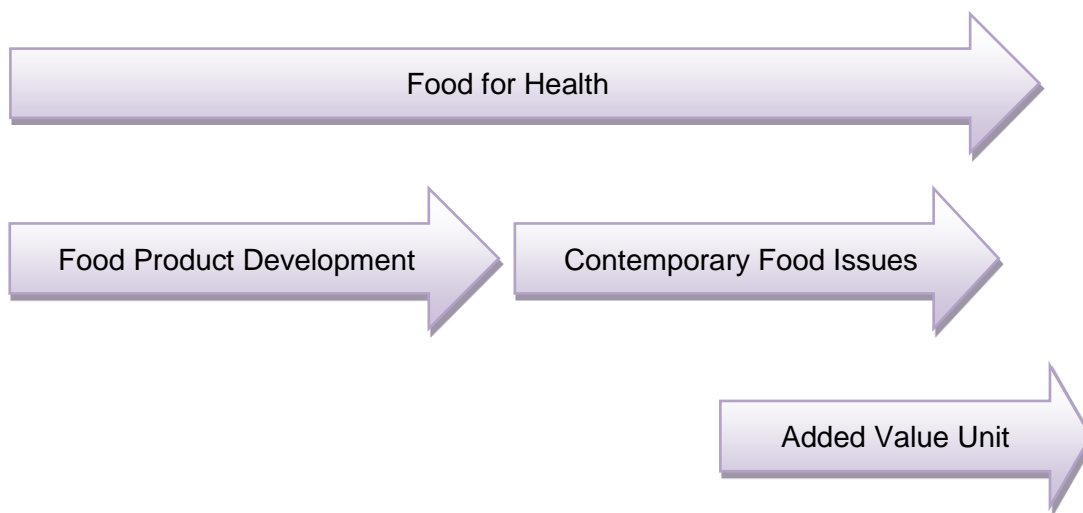 Food for Health
Food Product Development
Contemporary Food Issues
Added Value Unit